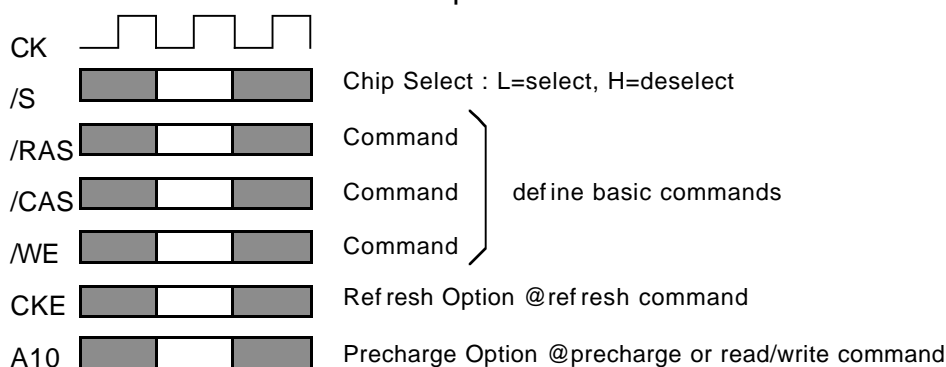 CK
/S Chip Select : L=select, H=deselect
/RAS Command
/CAS Command define basic commands
/WE Command
CKE Refresh Option @refresh command
A10 Precharge Option @precharge or read/write command